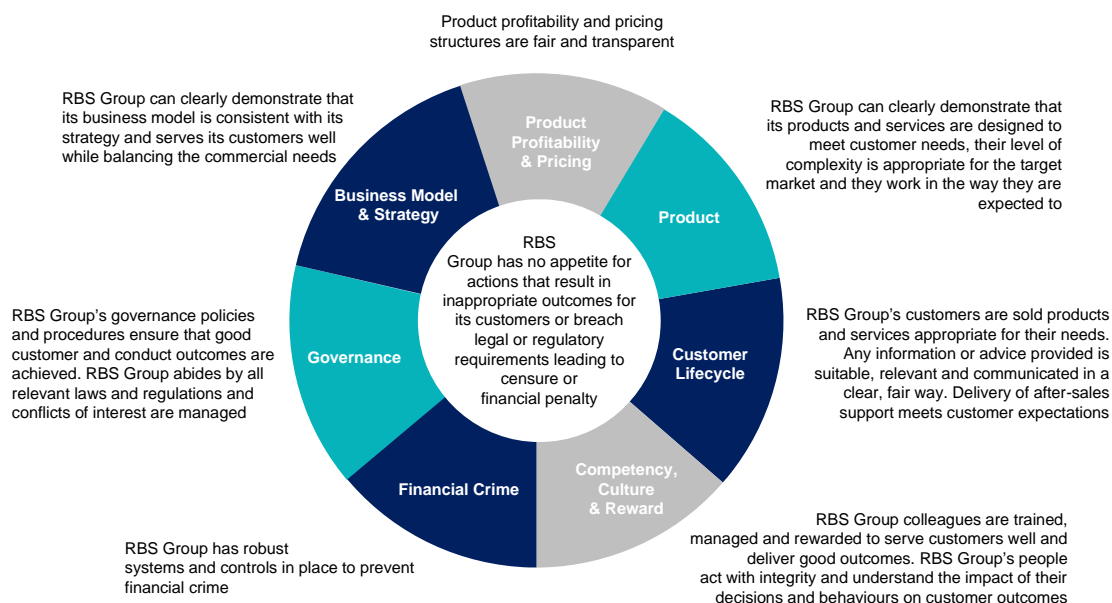 Product profitability and pricing
structures are fair and transparent
RBS Group can clearly demonstrate that
its business model is consistent with its
strategy and serves its customers well
while balancing the commercial needs
RBS Group can clearly demonstrate that
its products and services are designed to
meet customer needs, their level of
complexity is appropriate for the target
market and they work in the way they are
expected to
Product
Profitability
& Pricing
Business Model
& Strategy
Product
RBS
Group has no appetite for
actions that result in
inappropriate outcomes for
its customers or breach
legal or regulatory
requirements leading to
censure or
financial penalty
RBS Group's governance policies
and procedures ensure that good
customer and conduct outcomes are
achieved. RBS Group abides by all
relevant laws and regulations and
conflicts of interest are managed
Governance
Customer
Lifecycle
RBS Group's customers are sold products
and services appropriate for their needs.
Any information or advice provided is
suitable, relevant and communicated in a
clear, fair way. Delivery of after-sales
support meets customer expectations
Financial Crime
Competency,
Culture
& Reward
RBS Group has robust
systems and controls in place to prevent
financial crime
RBS Group colleagues are trained,
managed and rewarded to serve customers well and
deliver good outcomes. RBS Group's people
act with integrity and understand the impact of their
decisions and behaviours on customer outcomes